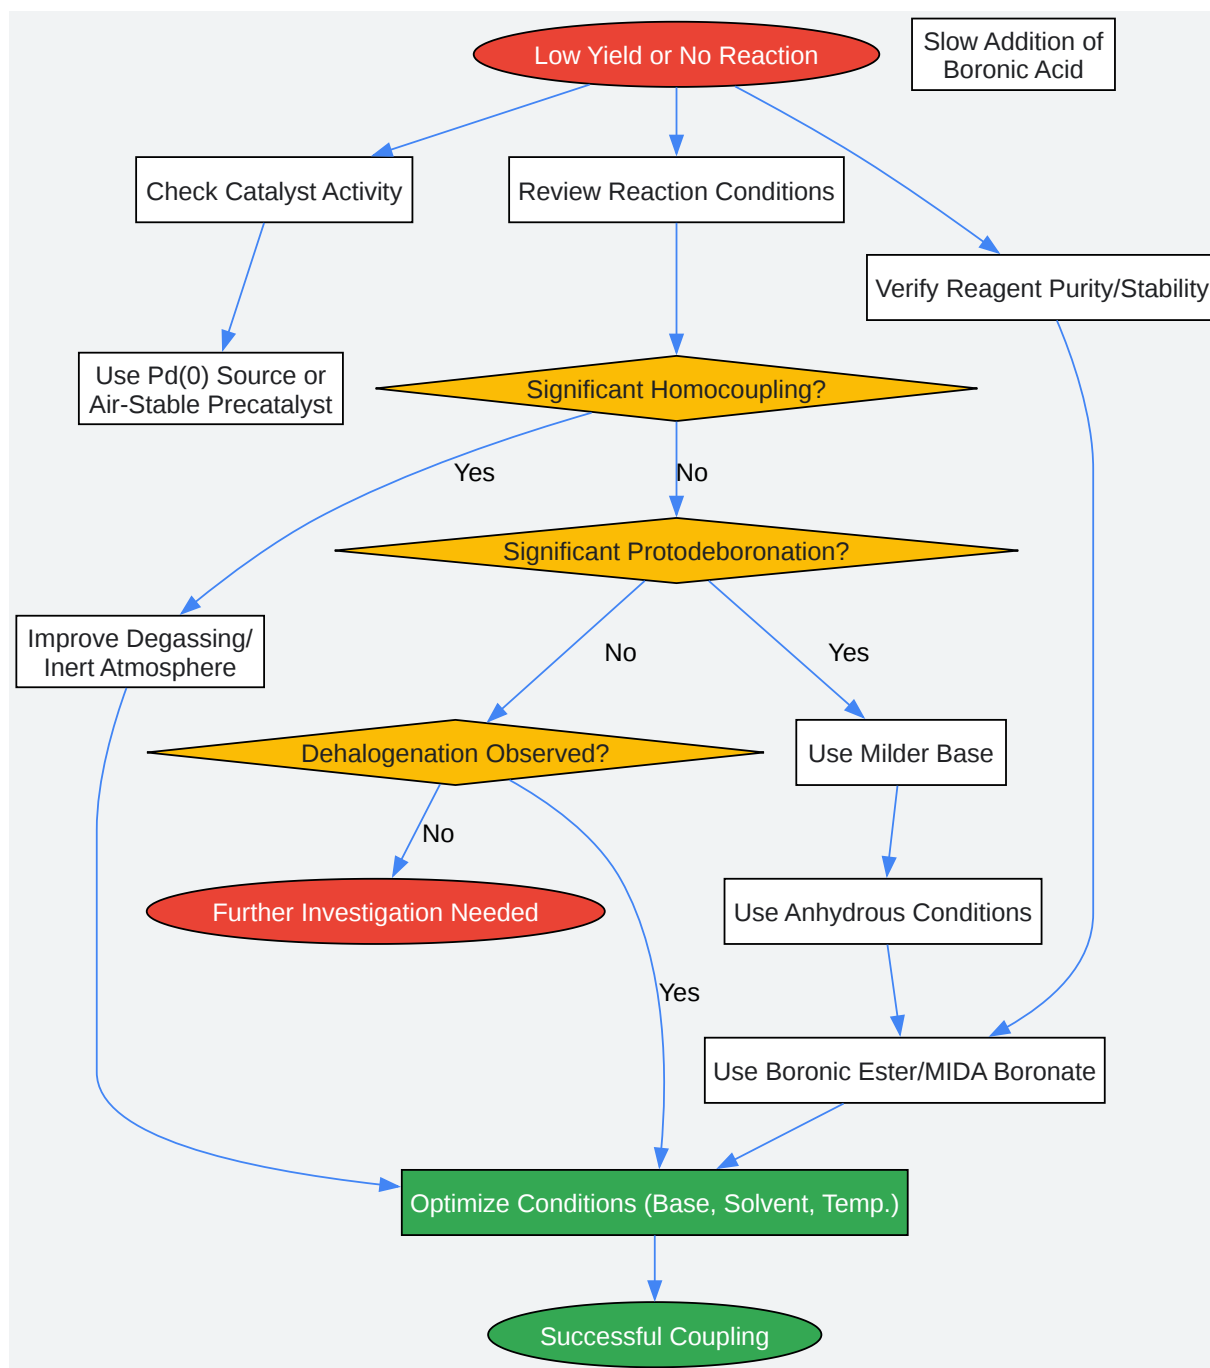 Low Yield or No Reaction
Slow Addition of
Boronic Acid
Check Catalyst Activity
Review Reaction Conditions
Verify Reagent Purity/Stability
Use Pd(0) Source or
Air-Stable Precatalyst
Significant Homocoupling?
Yes
No
Significant Protodeboronation?
Improve Degassing/
Inert Atmosphere
No
Yes
Dehalogenation Observed?
Use Milder Base
No
Further Investigation Needed
Use Anhydrous Conditions
Yes
Use Boronic Ester/MIDA Boronate
Optimize Conditions (Base, Solvent, Temp.)
Successful Coupling